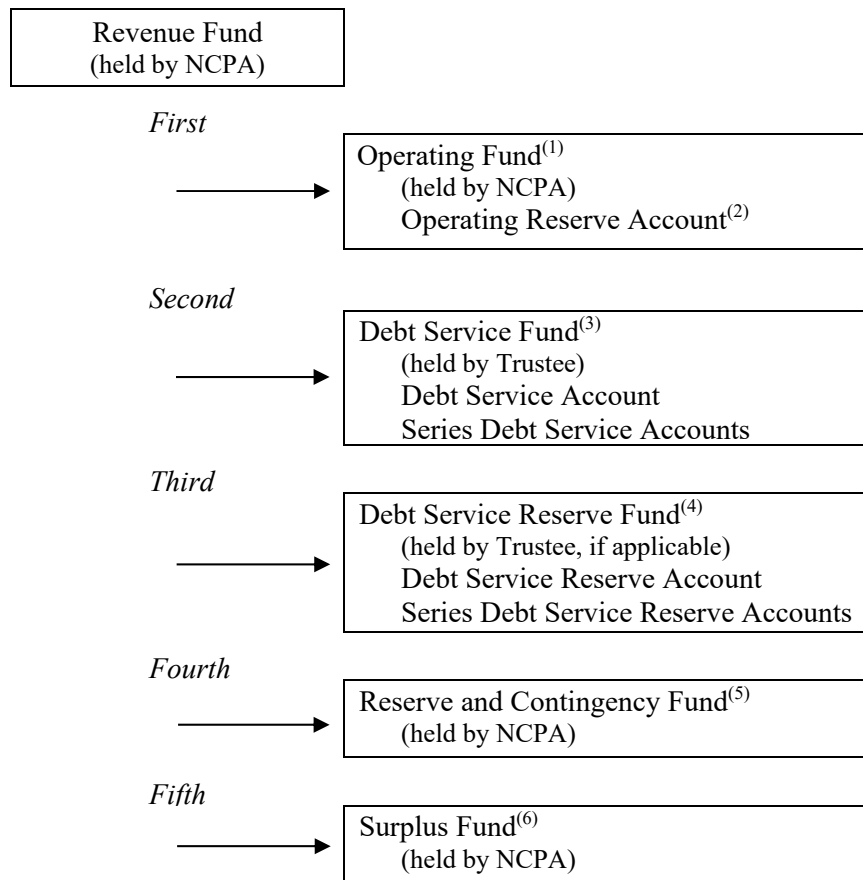 Revenue Fund
(held by NCPA)
First
Operating Fund(1)
(held by NCPA)
Operating Reserve Account(2)
Second
Debt Service Fund(3)
(held by Trustee)
Debt Service Account
Series Debt Service Accounts
Third
Debt Service Reserve Fund(4)
(held by Trustee, if applicable)
Debt Service Reserve Account
Series Debt Service Reserve Accounts
Fourth
Reserve and Contingency Fund(5)
(held by NCPA)
Fifth
Surplus Fund(6)
(held by NCPA)